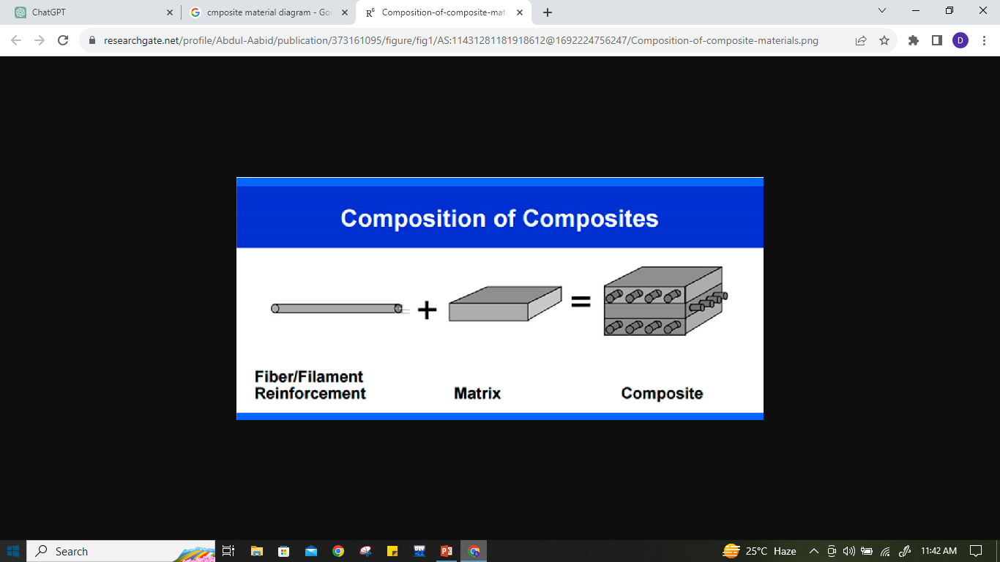 ChatGPT
cmposite material diagram - Goo
R^G
Composition-of-composite-mat
researchgate.net/profile/Abdul-Aabid/publication/373161095/figure/fig1/AS:11431281181918612@1692224756247/Composition-of-composite-materials.png
D
Composition of Composites
+
=
Fiber/Filament
Reinforcement
Matrix
Composite
Search
25°C Haze
11:42 AM